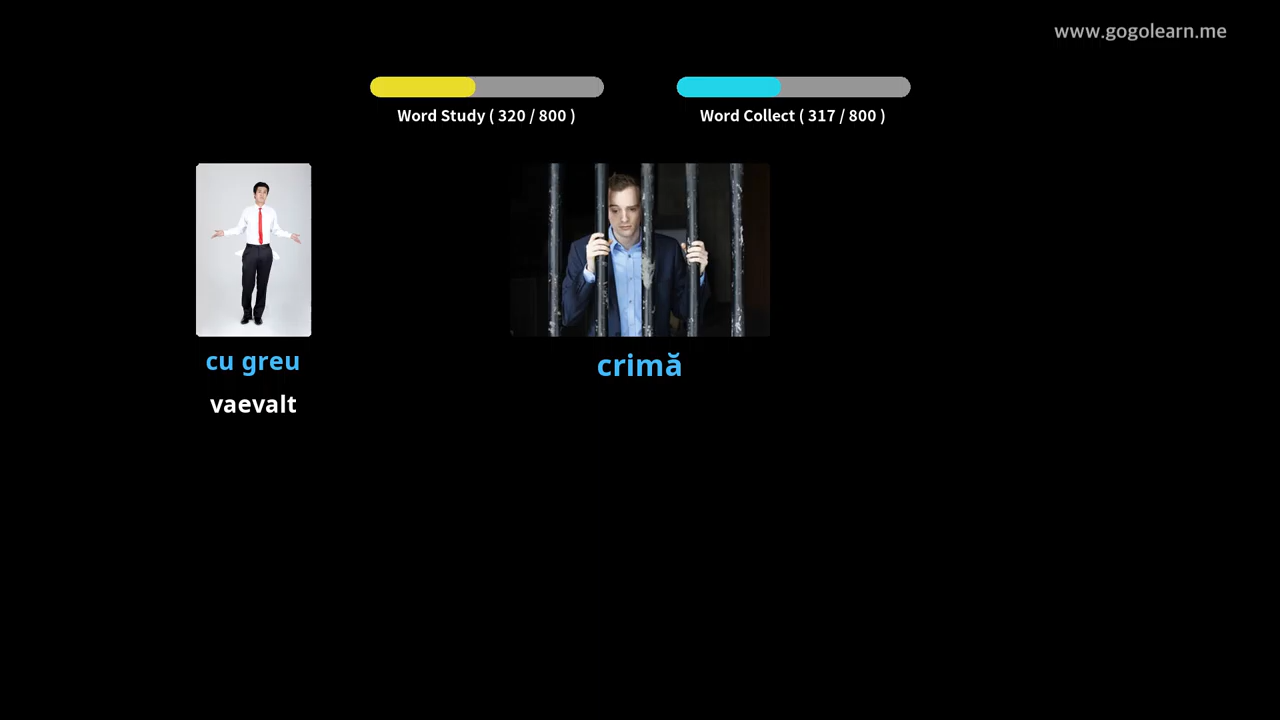 www.gogolearn.me
Word Study ( 320 / 800 )
Word Collect ( 317 / 800 )
cu greu
vaevalt
crimă